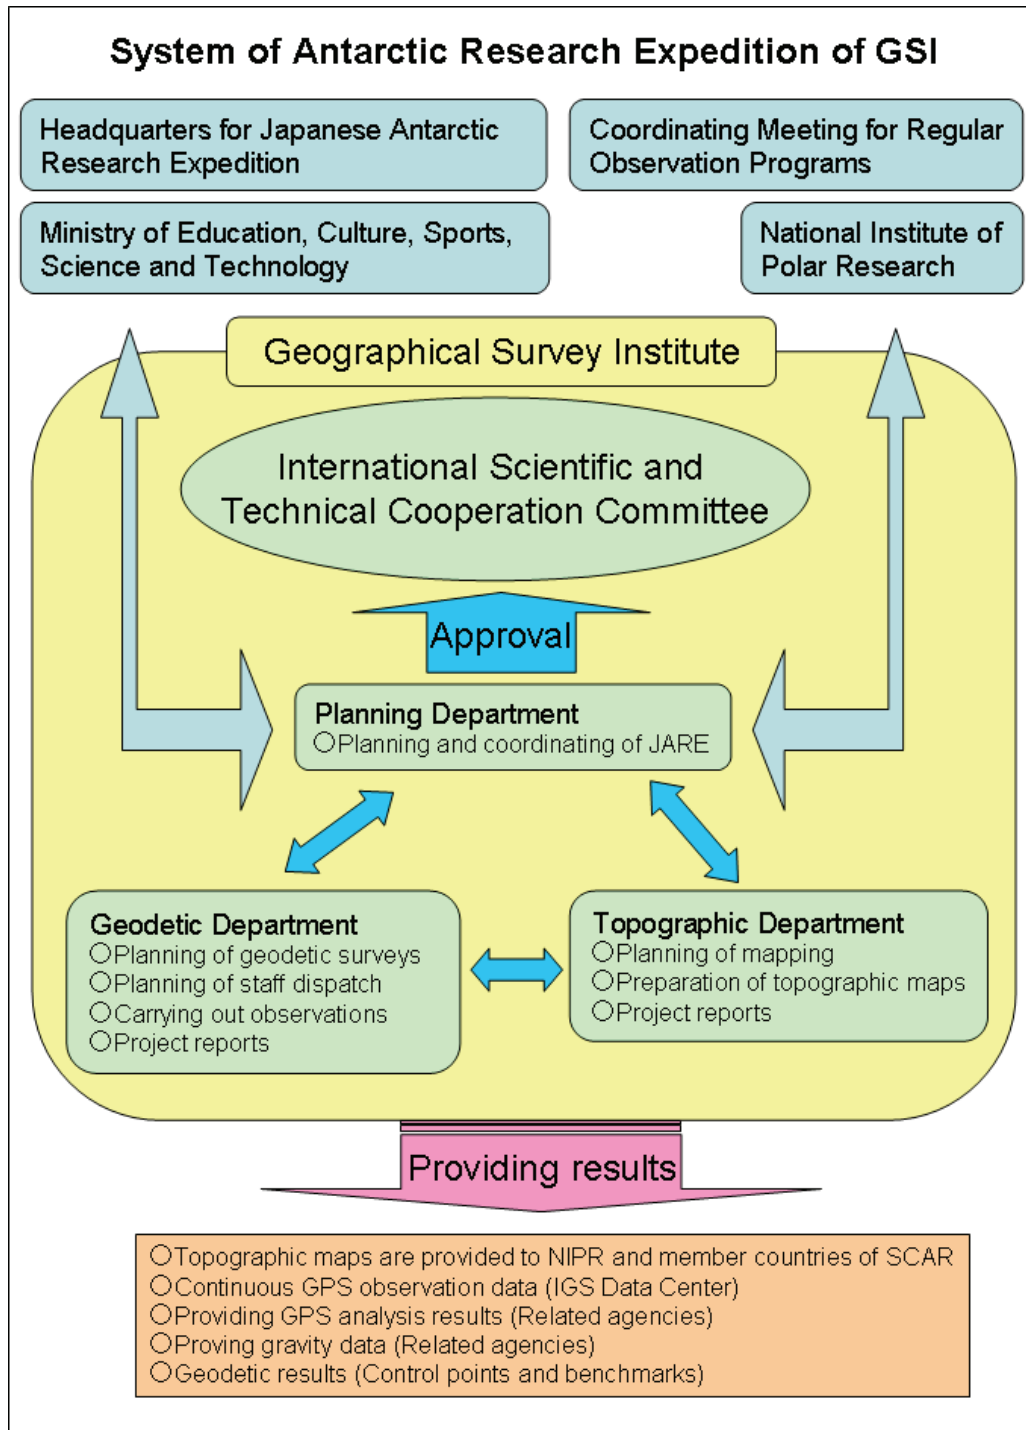 System of Antarctic Research Expedition of GSI
Headquarters for Japanese Antarctic
Research Expedition
Coordinating Meeting for Regular
Observation Programs
Ministry of Education, Culture, Sports,
Science and Technology
National Institute of
Polar Research
Geographical Survey Institute
International Scientific and
Technical Cooperation Committee
Approval
Planning Department
○Planning and coordinating of JARE
Geodetic Department
○Planning of geodetic surveys
○Planning of staff dispatch
○Carrying out observations
○Project reports
Topographic Department
○Planning of mapping
○Preparation of topographic maps
○Project reports
Providing results
○Topographic maps are provided to NIPR and member countries of SCAR
○Continuous GPS observation data (IGS Data Center)
○Providing GPS analysis results (Related agencies)
○Proving gravity data (Related agencies)
○Geodetic results (Control points and benchmarks)